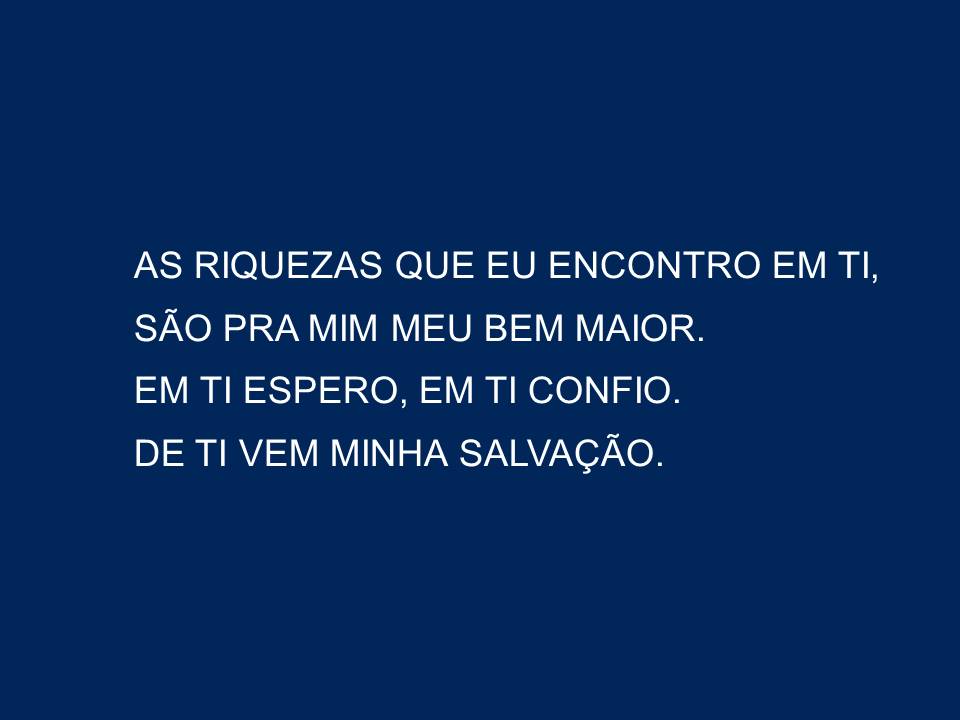 AS RIQUEZAS QUE EU ENCONTRO EM TI,
SÃO PRA MIM MEU BEM MAIOR.
EM TI ESPERO, EM TI CONFIO.
DE TI VEM MINHA SALVAÇÃO.